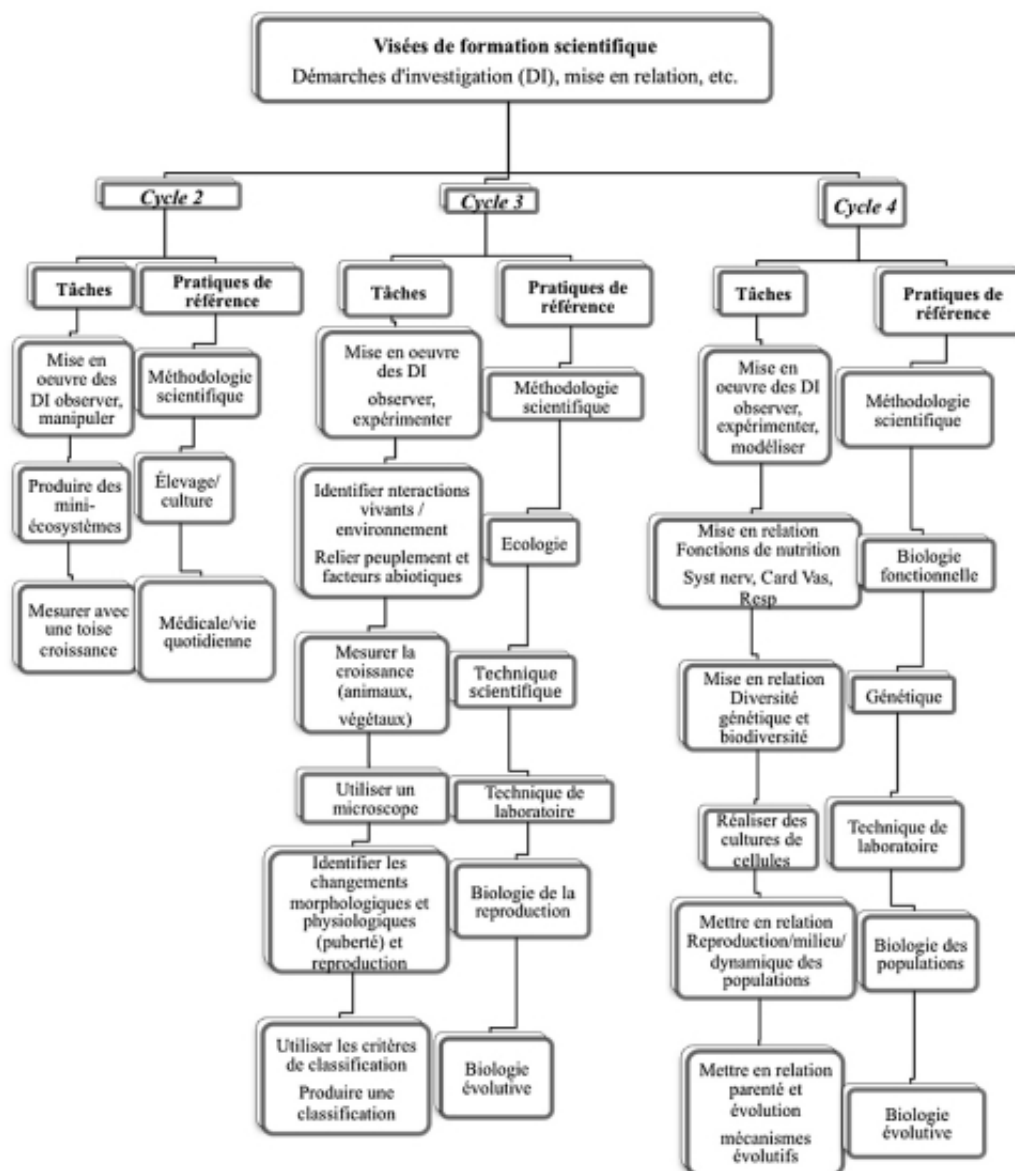 Visées de formation scientifique
Démarches d'investigation (DI), mise en relation, etc.
Cycle 2
Tâches
Mise en
oeuvre des
DI observer,
manipuler
Produire des
mini-
écosystèmes
Mesurer avec
une toise
croissance
Pratiques de
référence
Méthodologie
scientifique
Élevage/
culture
Médicale/vie
quotidienne
Cycle 3
Tâches
Mise en oeuvre
des DI
observer,
expérimenter
Identifier nteractions
vivants /
environnement
Relier peuplement et
facteurs abiotiques
Mesurer la
croissance
(animaux,
végétaux)
Utiliser un
microscope
Identifier les
changements
morphologiques et
physiologiques
(puberté) et
reproduction
Utiliser les critères
de classification
Produire une
classification
Pratiques de
référence
Méthodologie
scientifique
Ecologie
Technique
scientifique
Technique de
laboratoire
Biologie de la
reproduction
Biologie
évolutive
Cycle 4
Tâches
Mise en
oeuvre des DI
observer,
expérimenter,
modéliser
Mise en relation
Fonctions de nutrition
Syst nerv, Card Vas,
Resp
Mise en relation
Diversité
génétique et
biodiversité
Réaliser des
cultures de
cellules
Mettre en relation
Reproduction/milieu/
dynamique des
populations
Mettre en relation
parenté et
évolution
mécanismes
évolutifs
Pratiques de
référence
Méthodologie
scientifique
Biologie
fonctionnelle
Génétique
Technique de
laboratoire
Biologie des
populations
Biologie
évolutive